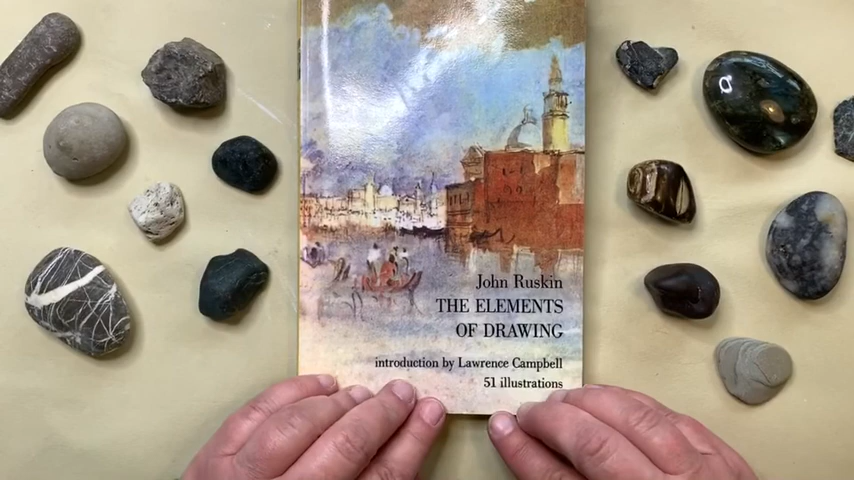 John Ruskin
THE ELEMENTS
OF DRAWING
introduction by Lawrence Campbell
51 illustrations